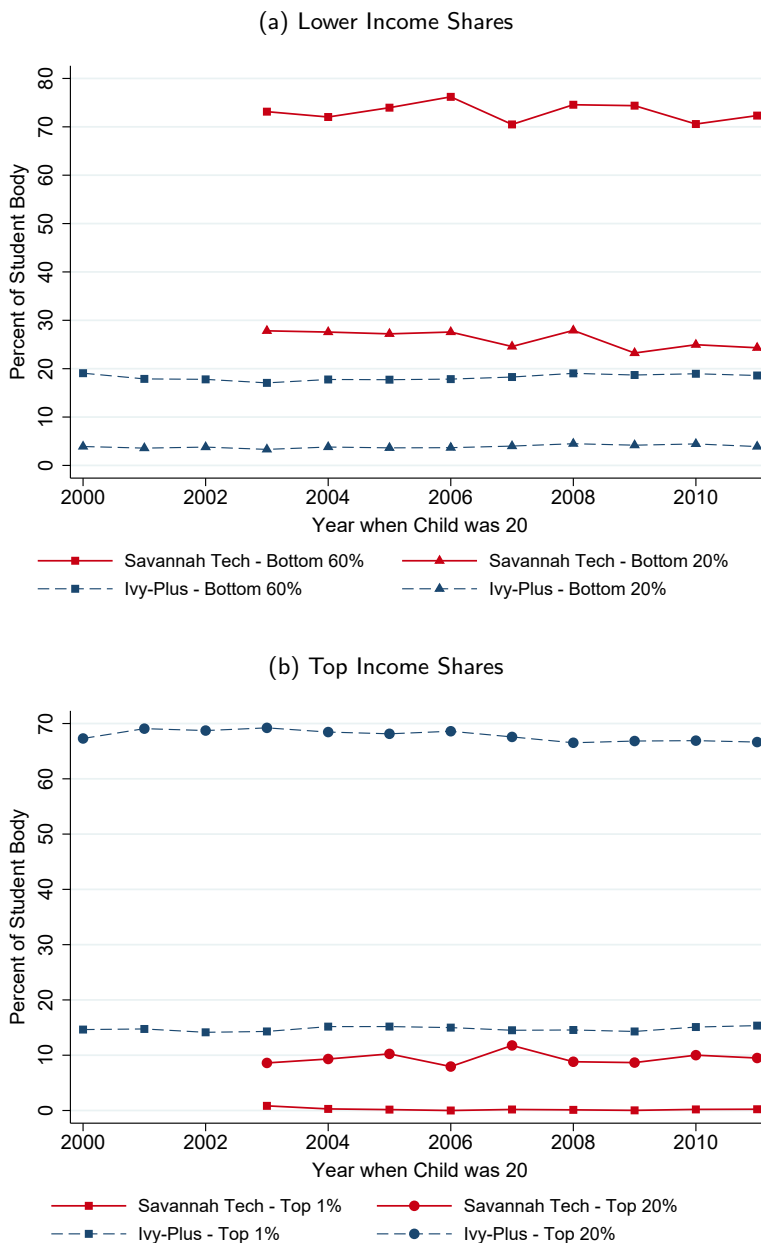 (a) Lower Income Shares
Percent of Student Body
80
70
60
50
40
30
20
10
0
2000 2002 2004 2006 2008 2010
Year when Child was 20
Savannah Tech - Bottom 60% Savannah Tech - Bottom 20%
Ivy-Plus - Bottom 60% Ivy-Plus - Bottom 20%
(b) Top Income Shares
Percent of Student Body
70
60
50
40
30
20
10
0
2000 2002 2004 2006 2008 2010
Year when Child was 20
Savannah Tech - Top 1% Savannah Tech - Top 20%
Ivy-Plus - Top 1% Ivy-Plus - Top 20%